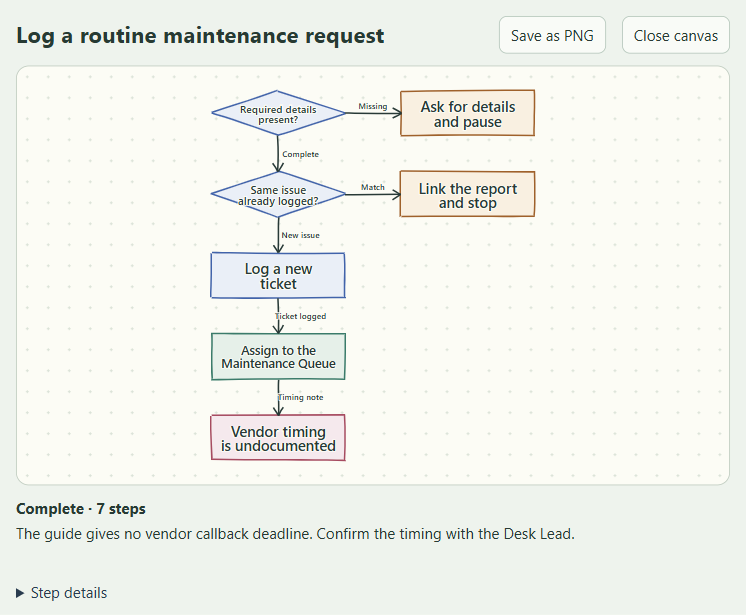 Log a routine maintenance request
Save as PNG
Close canvas
Required details
present?
Missing
Ask for details
and pause
Complete
Same issue
already logged?
Match
Link the report
and stop
New issue
Log a new
ticket
Ticket logged
Assign to the
Maintenance Queue
Timing note
Vendor timing
is undocumented
Complete · 7 steps
The guide gives no vendor callback deadline. Confirm the timing with the Desk Lead.
Step details